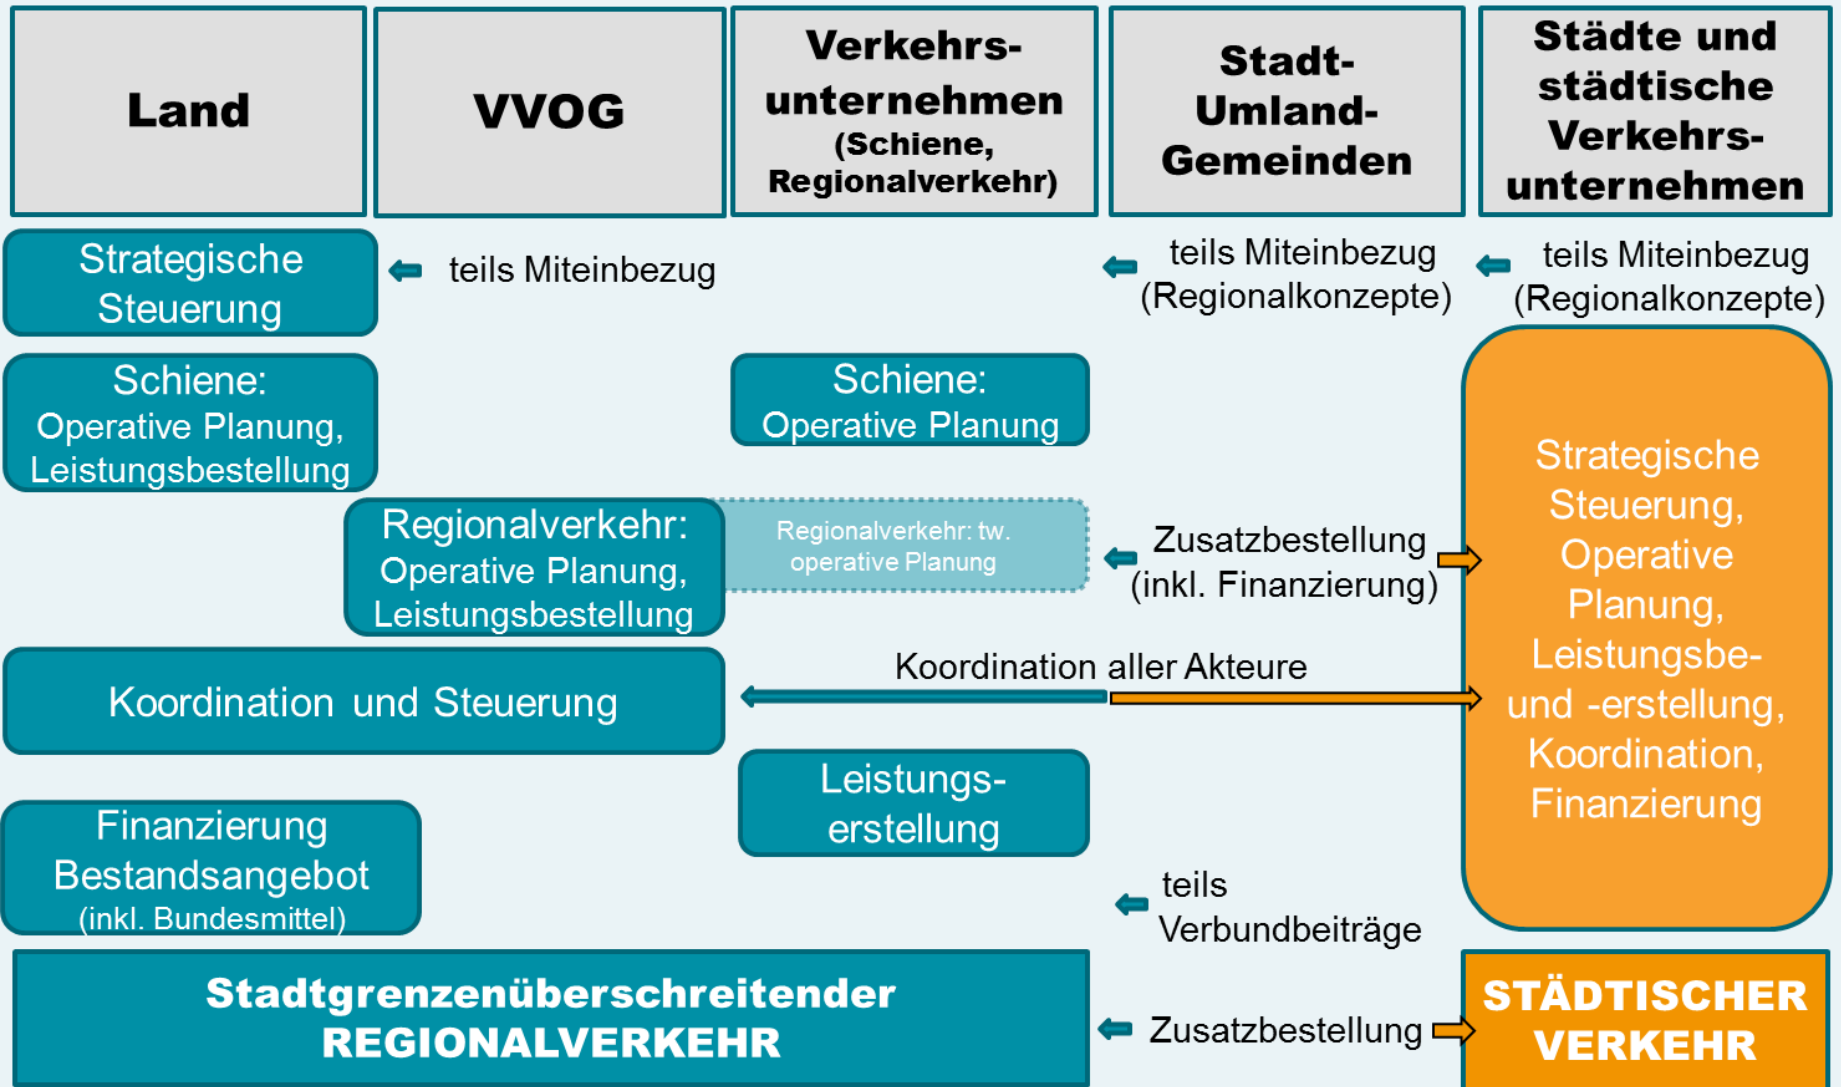 Land
VVOG
Verkehrs-
unternehmen
(Schiene,
Regionalverkehr)
Stadt-
Umland-
Gemeinden
Städte und
städtische
Verkehrs-
unternehmen
Strategische
Steuerung
teils Miteinbezug
teils Miteinbezug
(Regionalkonzepte)
teils Miteinbezug
(Regionalkonzepte)
Schiene:
Operative Planung,
Leistungsbestellung
Schiene:
Operative Planung
Regionalverkehr:
Operative Planung,
Leistungsbestellung
Regionalverkehr: tw.
operative Planung
Zusatzbestellung
(inkl. Finanzierung)
Strategische
Steuerung,
Operative
Planung,
Leistungsbe-
und -erstellung,
Koordination,
Finanzierung
Koordination und Steuerung
Koordination aller Akteure
Leistungs-
erstellung
Finanzierung
Bestandsangebot
(inkl. Bundesmittel)
teils
Verbundbeiträge
Stadtgrenzenüberschreitender
REGIONALVERKEHR
Zusatzbestellung
STÄDTISCHER
VERKEHR